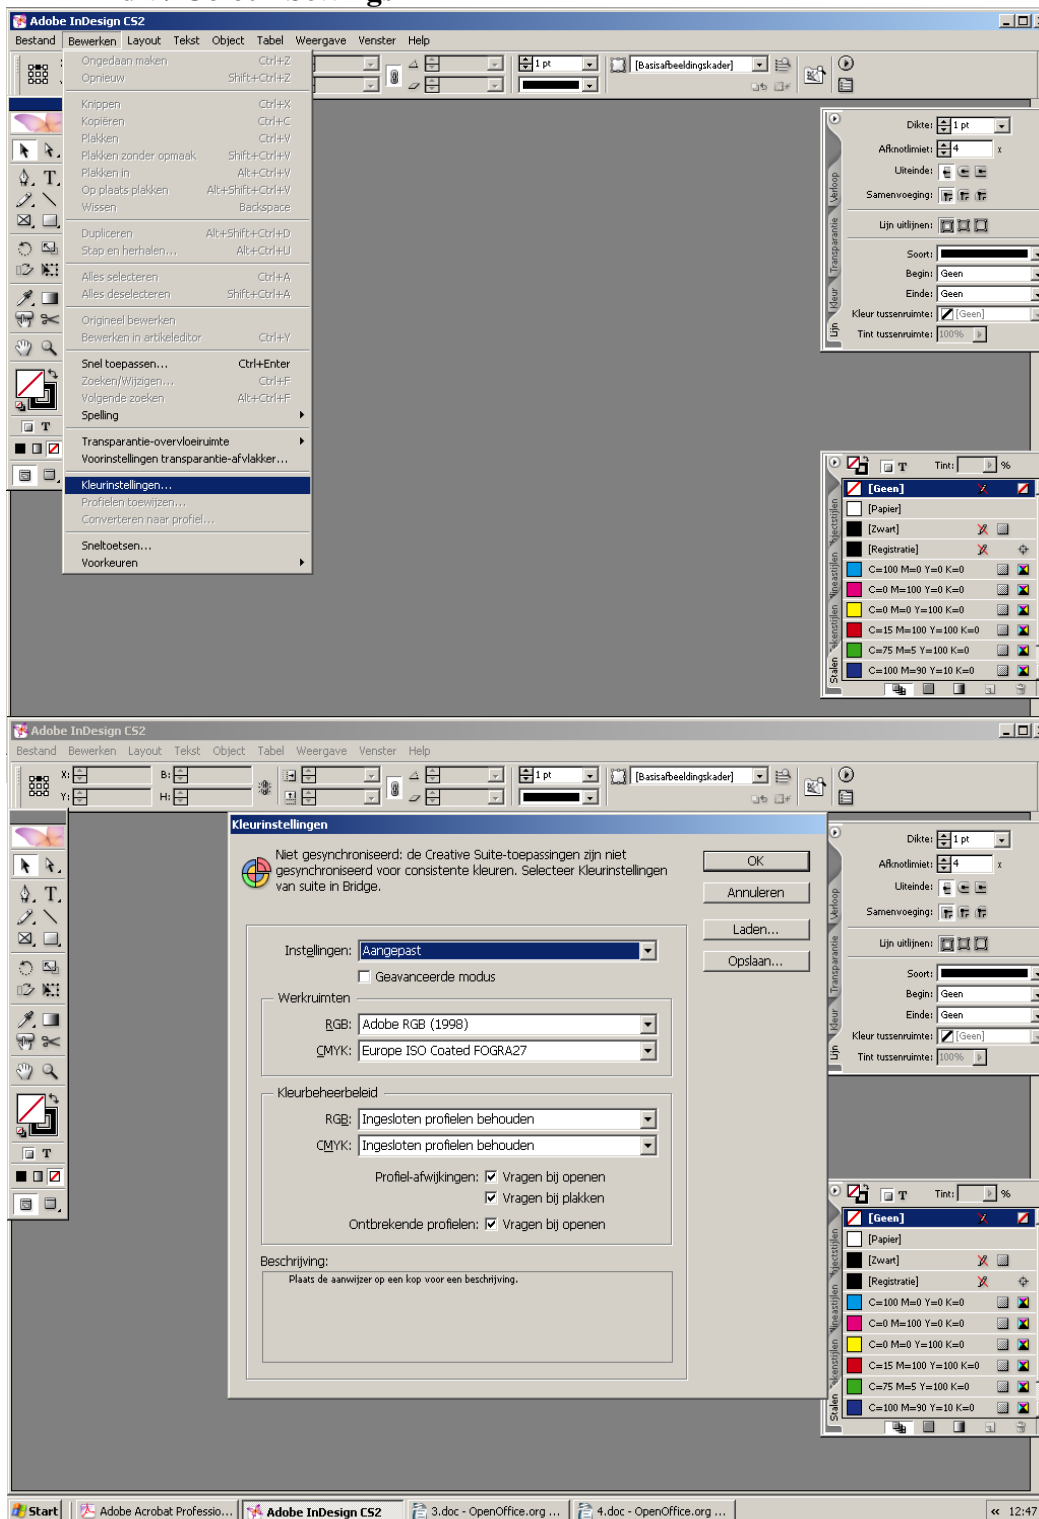 Adobe InDesign CS2
Bestand Bewerken Layout Tekst Object Tabel Weergave Venster Help
1 pt [Basisafbeeldingskader]
Ongedaan maken Ctrl+Z
Opnieuw Shift+Ctrl+Z
Knippen Ctrl+X
Kopiëren Ctrl+C
Plakken Ctrl+V
Plakken zonder opmaak Shift+Ctrl+V
Plakken in Alt+Ctrl+V
Op plaats plakken Alt+Shift+Ctrl+V
Wissen Backspace
Dupliceren Alt+Shift+Ctrl+D
Stap en herhalen... Alt+Ctrl+U
Alles selecteren Ctrl+A
Alles deselecteren Shift+Ctrl+A
Origineel bewerken
Bewerken in artikeleditor Ctrl+Y
Snel toepassen... Ctrl+Enter
Zoeken/Wijzigen... Ctrl+F
Volgende zoeken Alt+Ctrl+F
Spelling
Transparantie-overvloeiruimte
Voorinstellingen transparantie-afvlakker...
Kleurinstellingen...
Profielen toewijzen...
Converteren naar profiel...
Sneltoetsen...
Voorkeuren
Dikte: 1 pt
Afknotlimiet: 4 x
Uiteinde:
Samenvoeging:
Lijn uitlijnen:
Soort:
Begin: Geen
Einde: Geen
Kleur tussenruimte: [Geen]
Tint tussenruimte: 100%
Verloop
Transparantie
Kleur
Lijn
T Tint: %
[Geen]
[Papier]
[Zwart]
[Registratie]
C=100 M=0 Y=0 K=0
C=0 M=100 Y=0 K=0
C=0 M=0 Y=100 K=0
C=15 M=100 Y=100 K=0
C=75 M=5 Y=100 K=0
C=100 M=90 Y=10 K=0
Stalen
Adobe InDesign CS2
Bestand Bewerken Layout Tekst Object Tabel Weergave Venster Help
X: B: 1 pt [Basisafbeeldingskader]
Y: H:
Kleurinstellingen
Niet gesynchroniseerd: de Creative Suite-toepassingen zijn niet
gesynchroniseerd voor consistente kleuren. Selecteer Kleurinstellingen
van suite in Bridge.
OK
Annuleren
Laden...
Opslaan...
Instellingen: Aangepast
Geavanceerde modus
Werkruimten
RGB: Adobe RGB (1998)
CMYK: Europe ISO Coated FOGRA27
Kleurbeheerbeleid
RGB: Ingesloten profielen behouden
CMYK: Ingesloten profielen behouden
Profiel-afwijkingen: Vragen bij openen
Vragen bij plakken
Ontbrekende profielen: Vragen bij openen
Beschrijving:
Plaats de aanwijzer op een kop voor een beschrijving.
Dikte: 1 pt
Afknotlimiet: 4 x
Uiteinde:
Samenvoeging:
Lijn uitlijnen:
Soort:
Begin: Geen
Einde: Geen
Kleur tussenruimte: [Geen]
Tint tussenruimte: 100%
Verloop
Transparantie
Kleur
Lijn
T Tint: %
[Geen]
[Papier]
[Zwart]
[Registratie]
C=100 M=0 Y=0 K=0
C=0 M=100 Y=0 K=0
C=0 M=0 Y=100 K=0
C=15 M=100 Y=100 K=0
C=75 M=5 Y=100 K=0
C=100 M=90 Y=10 K=0
Stalen
Start Adobe Acrobat Professio... Adobe InDesign CS2 3.doc - OpenOffice.org ... 4.doc - OpenOffice.org ... « 12:47